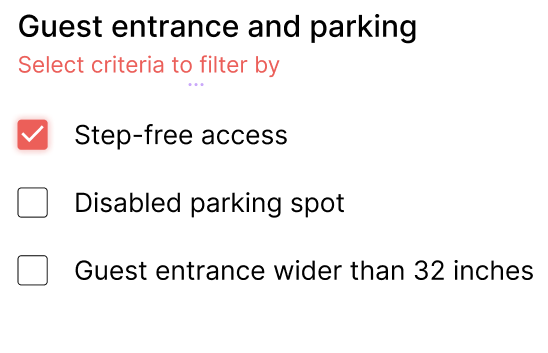 Guest entrance and parking
Select criteria to filter by
Step-free access
Disabled parking spot
Guest entrance wider than 32 inches